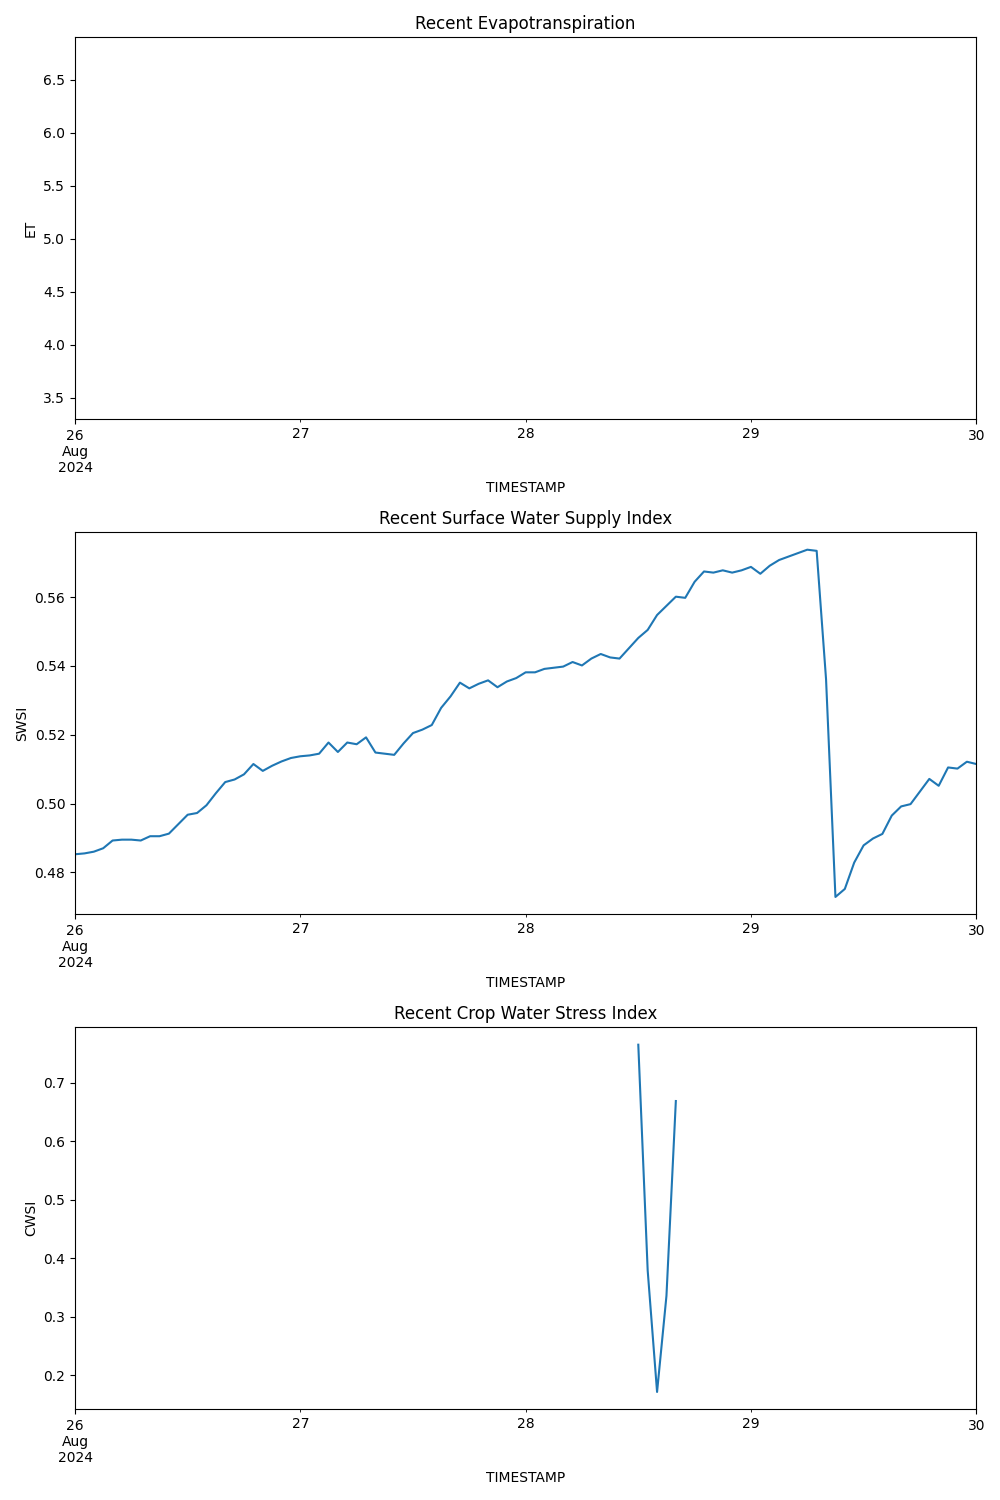 Recent Evapotranspiration
6.5
6.0
5.5
5.0
4.5
4.0
3.5
ET
26 27 28 29 30
Aug
2024
TIMESTAMP
Recent Surface Water Supply Index
0.56
0.54
0.52
0.50
0.48
SWSI
26 27 28 29 30
Aug
2024
TIMESTAMP
Recent Crop Water Stress Index
0.7
0.6
0.5
0.4
0.3
0.2
CWSI
26 27 28 29 30
Aug
2024
TIMESTAMP